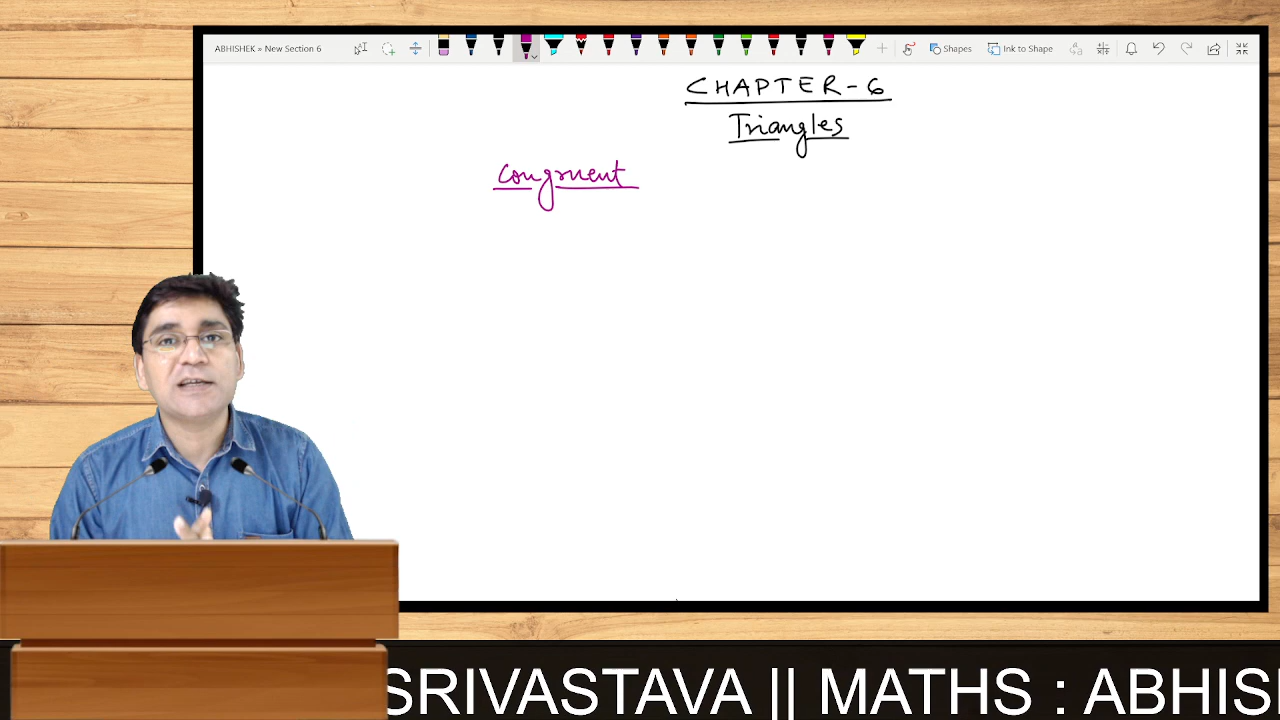 ABHISHEK » New Section 6
Shapes
Ink to Shape
CHAPTER-6
Triangles
Congruent
SRIVASTAVA || MATHS : ABHIS